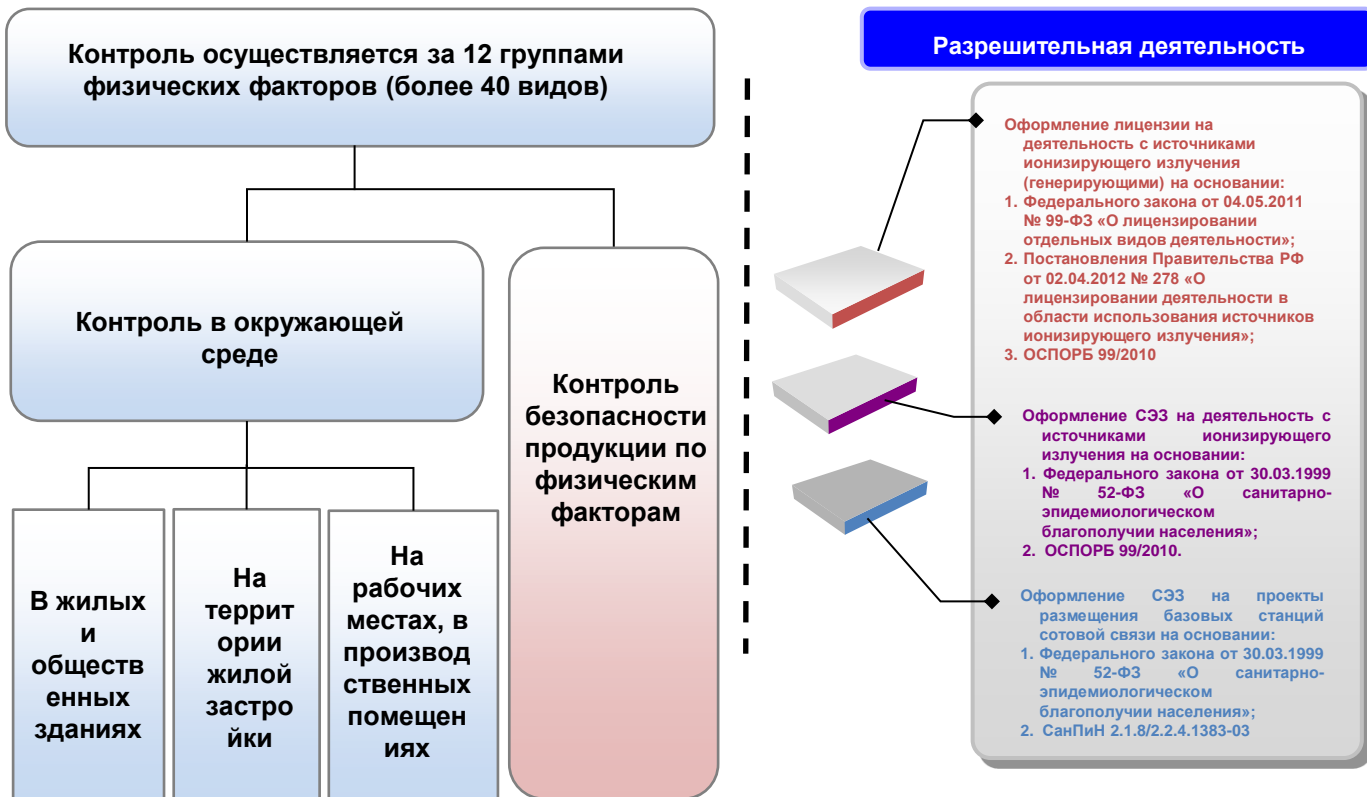 Контроль осуществляется за 12 группами
физических факторов (более 40 видов)
Контроль в окружающей
среде
В жилых
и
обществ
енных
зданиях
На
террит
ории
жилой
застро
йки
На
рабочих
местах, в
производ
ственных
помещен
иях
Контроль
безопасности
продукции по
физическим
факторам
Разрешительная деятельность
Оформление лицензии на
деятельность с источниками
ионизирующего излучения
(генерирующими) на основании:
1. Федерального закона от 04.05.2011
№ 99-ФЗ «О лицензировании
отдельных видов деятельности»;
2. Постановления Правительства РФ
от 02.04.2012 № 278 «О
лицензировании деятельности в
области использования источников
ионизирующего излучения»;
3. ОСПОРБ 99/2010
Оформление СЭЗ на деятельность с
источниками ионизирующего
излучения на основании:
1. Федерального закона от 30.03.1999
№ 52-ФЗ «О санитарно-
эпидемиологическом
благополучии населения»;
2. ОСПОРБ 99/2010.
Оформление СЭЗ на проекты
размещения базовых станций
сотовой связи на основании:
1. Федерального закона от 30.03.1999
№ 52-ФЗ «О санитарно-
эпидемиологическом
благополучии населения»;
2. СанПиН 2.1.8/2.2.4.1383-03